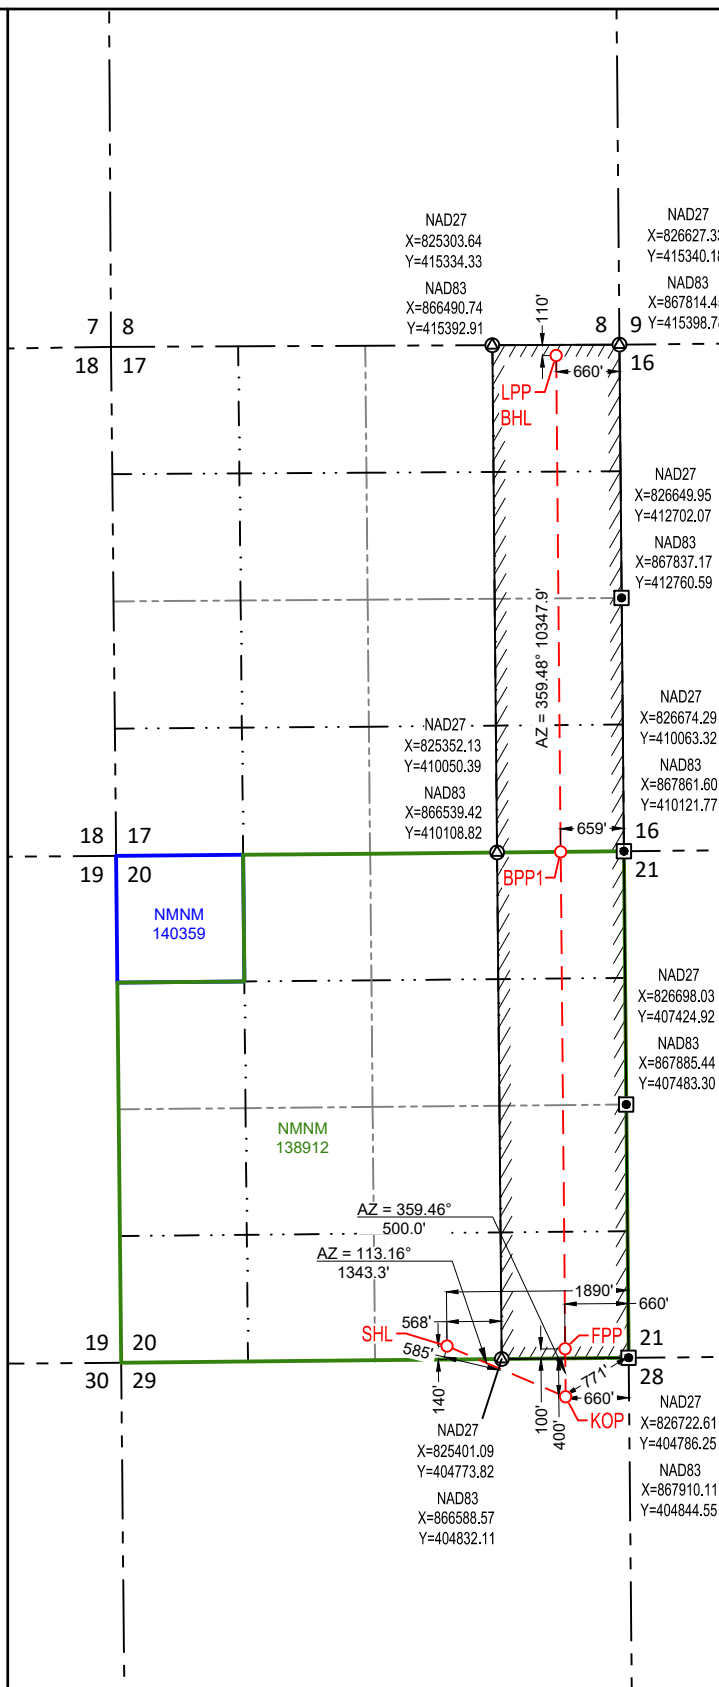 NAD27
X=825303.64
Y=415334.33
NAD83
X=866490.74
Y=415392.91
NAD27
X=826627.33
Y=415340.18
NAD83
Y=415398.78
7 8
18 17
8 9
16
110'
660'
LPP
BHL
NAD27
X=826649.95
Y=412702.07
NAD83
X=867837.17
Y=412760.59
AZ = 359.48° 10347.9'
NAD27
X=825352.13
Y=410050.39
NAD83
X=866539.42
Y=410108.82
NAD27
X=826674.29
Y=410063.32
NAD83
X=867861.60
Y=410121.77
18 17
19 20
659'
16
21
BPP1
NMNM
140359
NAD27
X=826698.03
Y=407424.92
NAD83
X=867885.44
Y=407483.30
NMNM
138912
AZ = 359.46°
500.0'
AZ = 113.16°
1343.3'
1890'
660'
568'
SHL
585'
FPP
19 20
30 29
21
28
140'
100'
400'
771'
660'
KOP
NAD27
X=825401.09
Y=404773.82
NAD83
X=866588.57
Y=404832.11
NAD27
X=826722.61
Y=404786.25
NAD83
X=867910.11
Y=404844.55